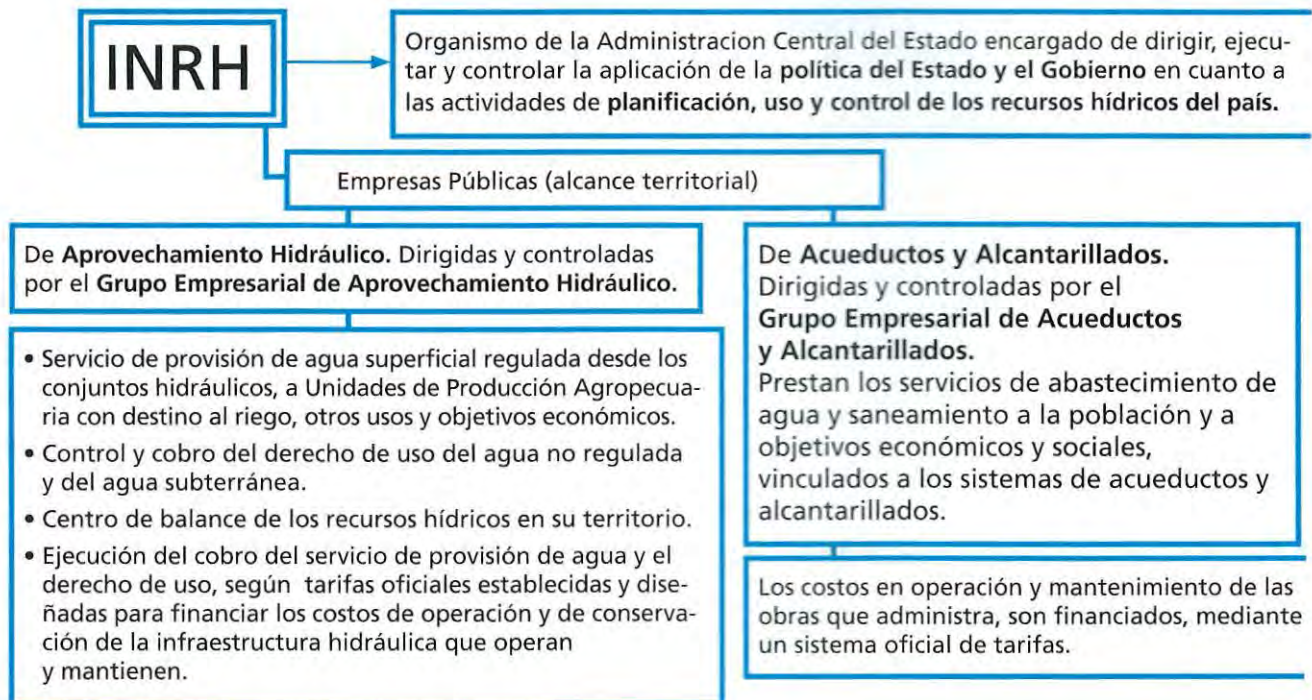 INRH
Organismo de la Administracion Central del Estado encargado de dirigir, ejecu-
tar y controlar la aplicación de la política del Estado y el Gobierno en cuanto a
las actividades de planificación, uso y control de los recursos hídricos del país.
Empresas Públicas (alcance territorial)
De Aprovechamiento Hidráulico. Dirigidas y controladas
por el Grupo Empresarial de Aprovechamiento Hidráulico.
• Servicio de provisión de agua superficial regulada desde los
conjuntos hidráulicos, a Unidades de Producción Agropecua-
ria con destino al riego, otros usos y objetivos económicos.
• Control y cobro del derecho de uso del agua no regulada
y del agua subterránea.
• Centro de balance de los recursos hídricos en su territorio.
• Ejecución del cobro del servicio de provisión de agua y el
derecho de uso, según tarifas oficiales establecidas y dise-
ñadas para financiar los costos de operación y de conserva-
ción de la infraestructura hidráulica que operan
y mantienen.
De Acueductos y Alcantarillados.
Dirigidas y controladas por el
Grupo Empresarial de Acueductos
y Alcantarillados.
Prestan los servicios de abastecimiento de
agua y saneamiento a la población y a
objetivos económicos y sociales,
vinculados a los sistemas de acueductos y
alcantarillados.
Los costos en operación y mantenimiento de las
obras que administra, son financiados, mediante
un sistema oficial de tarifas.